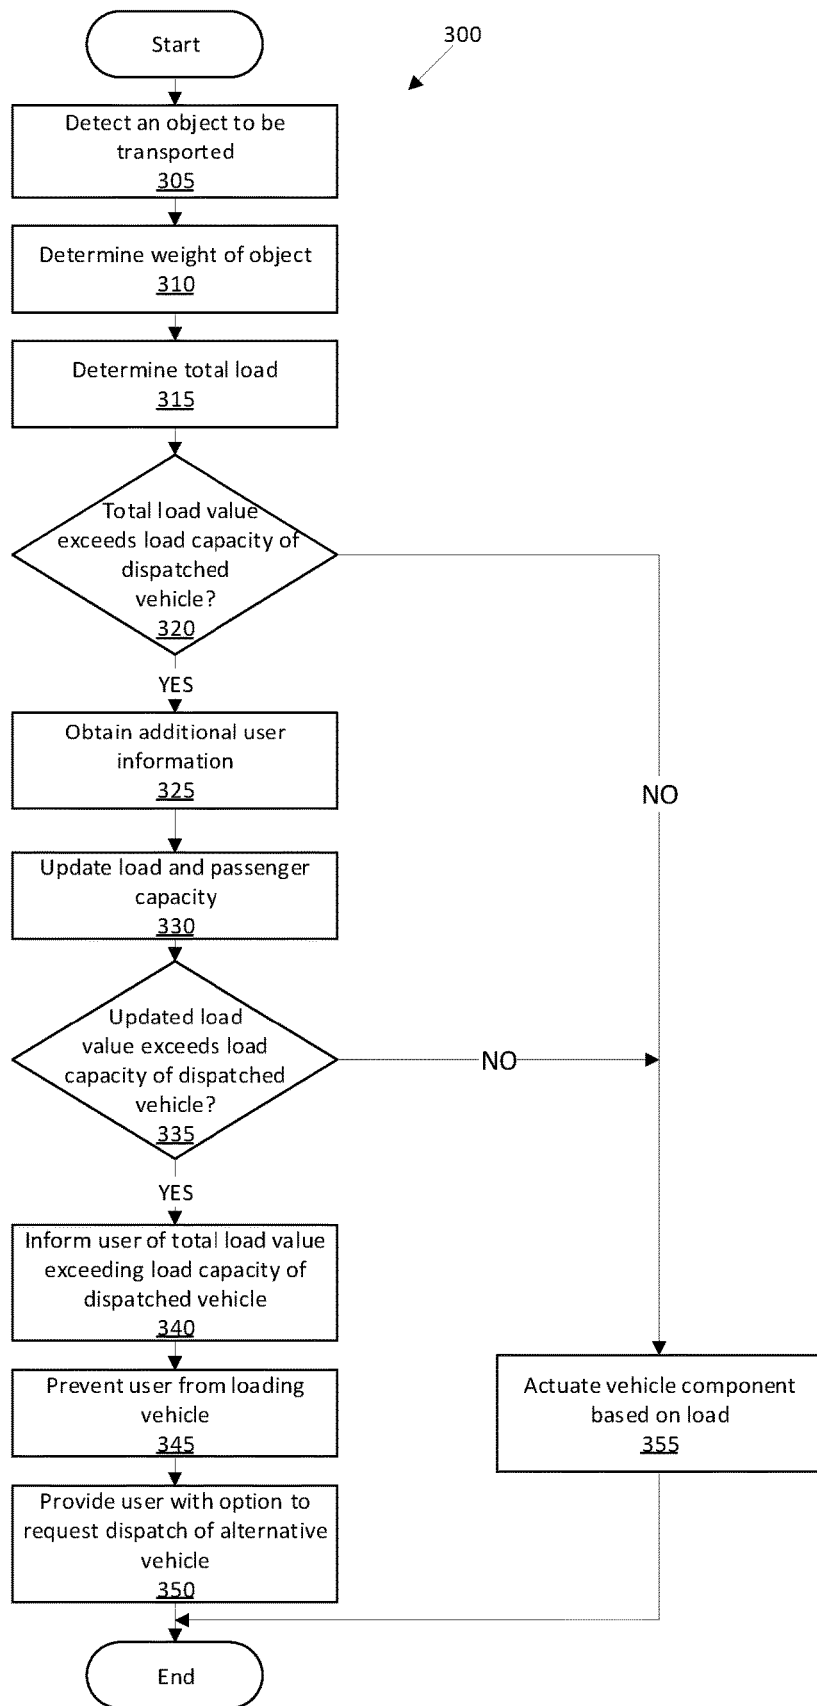 Start
300
Detect an object to be
transported
305
Determine weight of object
310
Determine total load
315
Total load value
exceeds load capacity of
dispatched
vehicle?
320
YES
Obtain additional user
information
325
NO
Update load and passenger
capacity
330
Updated load
value exceeds load
capacity of dispatched
vehicle?
335
NO
YES
Inform user of total load value
exceeding load capacity of
dispatched vehicle
340
Prevent user from loading
vehicle
345
Actuate vehicle component
based on load
355
Provide user with option to
request dispatch of alternative
vehicle
350
End